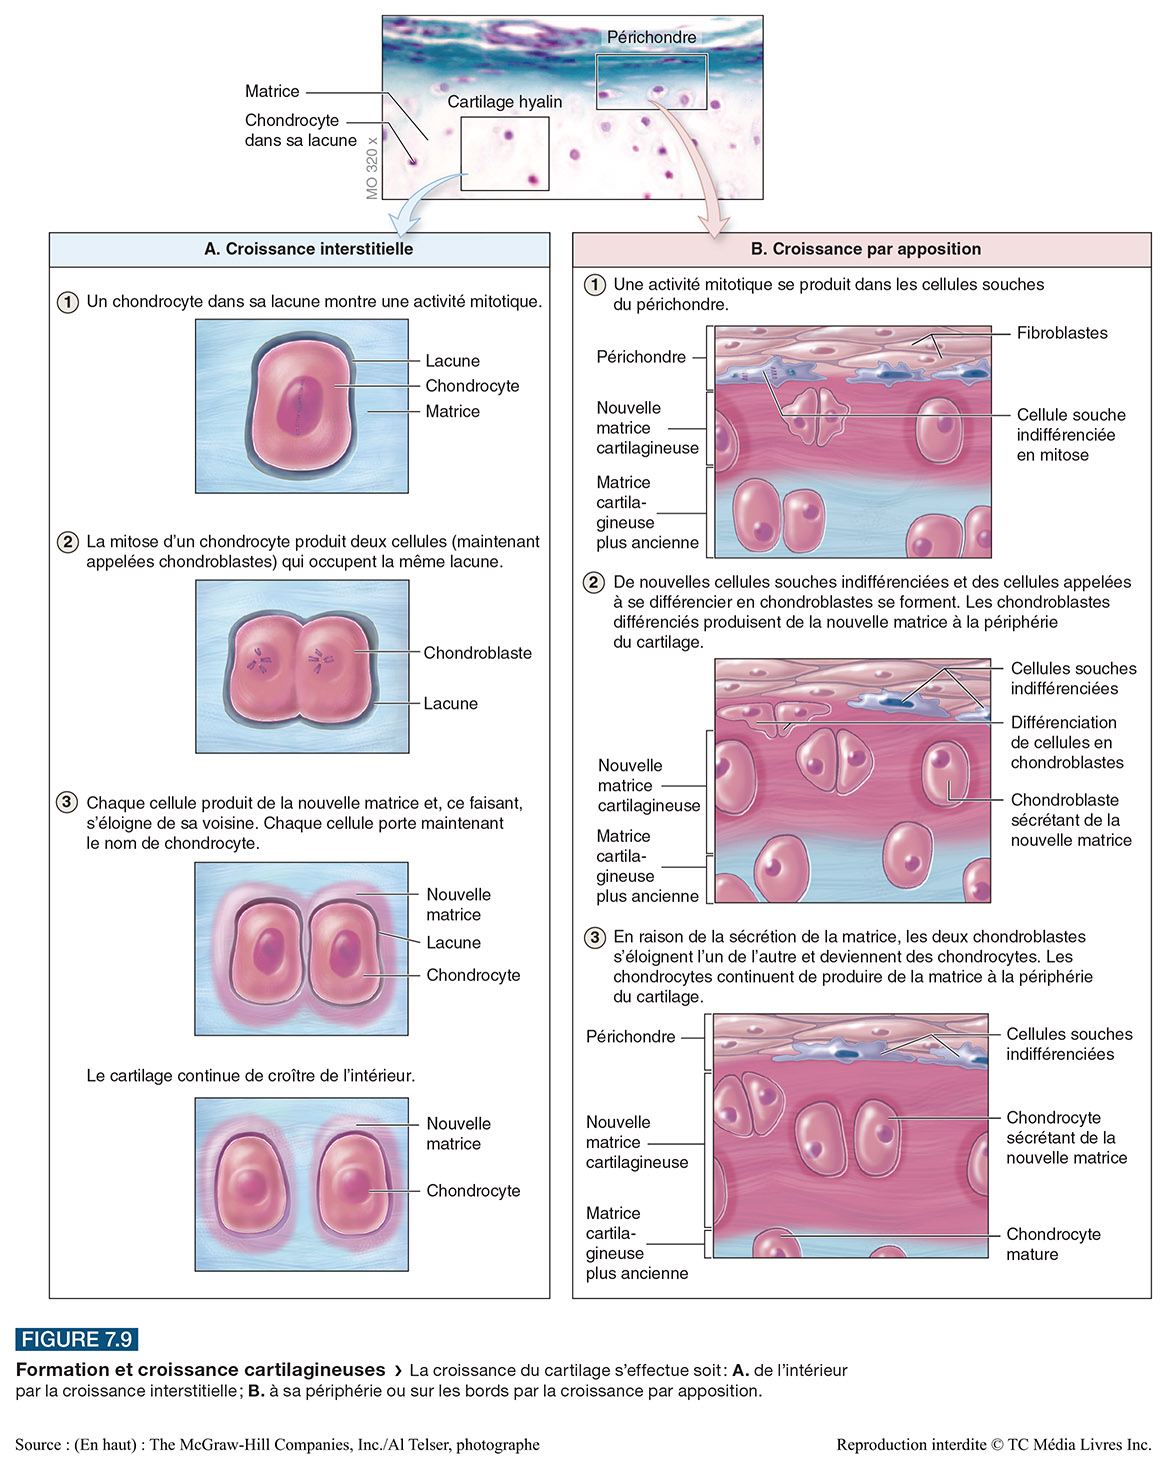 Périchondre
Matrice
Cartilage hyalin
Chondrocyte
dans sa lacune
MO 320 x
A. Croissance interstitielle
1 Un chondrocyte dans sa lacune montre une activité mitotique.
Lacune
Chondrocyte
Matrice
2 La mitose d’un chondrocyte produit deux cellules (maintenant
appelées chondroblastes) qui occupent la même lacune.
Chondroblaste
Lacune
3 Chaque cellule produit de la nouvelle matrice et, ce faisant,
s’éloigne de sa voisine. Chaque cellule porte maintenant
le nom de chondrocyte.
Nouvelle
matrice
Lacune
Chondrocyte
Le cartilage continue de croître de l’intérieur.
Nouvelle
matrice
Chondrocyte
B. Croissance par apposition
1 Une activité mitotique se produit dans les cellules souches
du périchondre.
Périchondre
Nouvelle
matrice
cartilagineuse
Matrice
cartila-
gineuse
plus ancienne
Fibroblastes
Cellule souche
indifférenciée
en mitose
2 De nouvelles cellules souches indifférenciées et des cellules appelées
à se différencier en chondroblastes se forment. Les chondroblastes
différenciés produisent de la nouvelle matrice à la périphérie
du cartilage.
Nouvelle
matrice
cartilagineuse
Matrice
cartila-
gineuse
plus ancienne
Cellules souches
indifférenciées
Différenciation
de cellules en
chondroblastes
Chondroblaste
sécrétant de la
nouvelle matrice
3 En raison de la sécrétion de la matrice, les deux chondroblastes
s’éloignent l’un de l’autre et deviennent des chondrocytes. Les
chondrocytes continuent de produire de la matrice à la périphérie
du cartilage.
Périchondre
Nouvelle
matrice
cartilagineuse
Matrice
cartila-
gineuse
plus ancienne
Cellules souches
indifférenciées
Chondrocyte
sécrétant de la
nouvelle matrice
Chondrocyte
mature
FIGURE 7.9
Formation et croissance cartilagineuses › La croissance du cartilage s’effectue soit : A. de l’intérieur
par la croissance interstitielle ; B. à sa périphérie ou sur les bords par la croissance par apposition.
Source : (En haut) : The McGraw-Hill Companies, Inc./Al Telser, photographe
Reproduction interdite © TC Média Livres Inc.